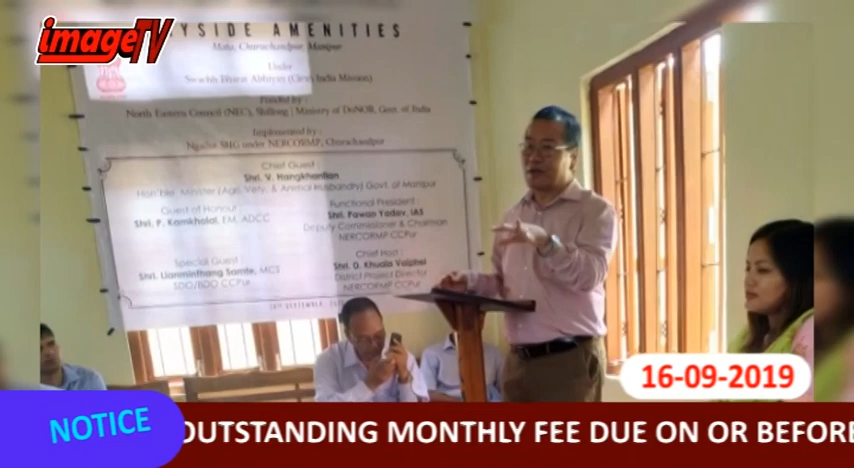 imageTV
YSIDE AMENITIES
Mata, Churachandpur, Manipur
Under
Swachh Bharat Abhiyan (Clean India Mission)
Funded by :
North Eastern Council (NEC), Shillong | Ministry of DoNER, Govt. of India
Implemented by :
SHG under NERCORMP, Churachandpur
Chief Guest :
Shri. V. Hangkhanlian
Hon'ble Minister (Agri, Vety. & Animal Husbandry) Govt. of Manipur
Guest of Honour :
Shri. P. Kamkholal, EM, ADCC
Functional President :
Shri. Pawan Yadav, IAS
Deputy Commissioner & Chairman
NERCORMP CCPur
Special Guest :
Shri. Lianminthang Samte, MCS
SDO/BDO CCPur
Chief Host :
Shri. D. Khuala Vaiphei
District Project Director
NERCORMP CCPur
SEPTEMBER,
16-09-2019
NOTICE
OUTSTANDING MONTHLY FEE DUE ON OR BEFORE